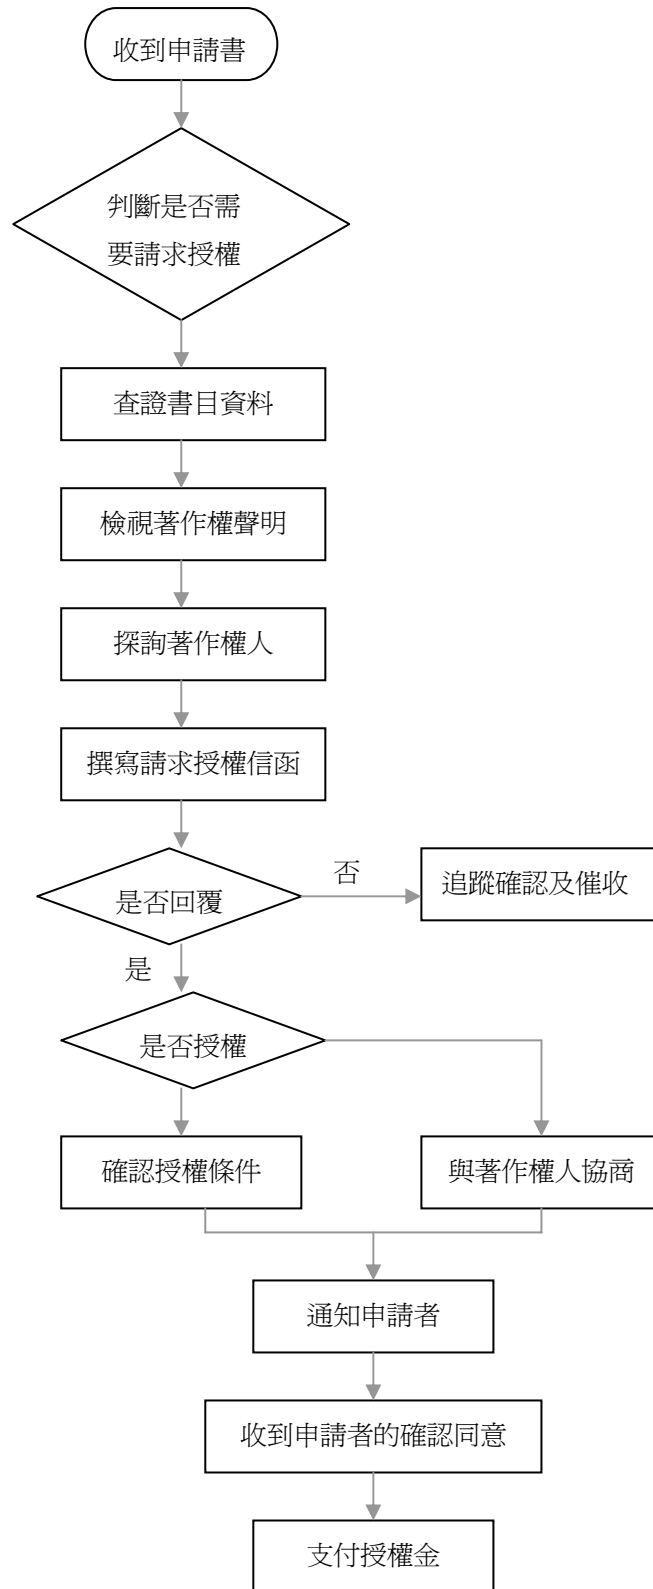 收到申請書
判斷是否需
要請求授權
查證書目資料
檢視著作權聲明
探詢著作權人
撰寫請求授權信函
否
是否回覆
追蹤確認及催收
是
是否授權
確認授權條件
與著作權人協商
通知申請者
收到申請者的確認同意
支付授權金